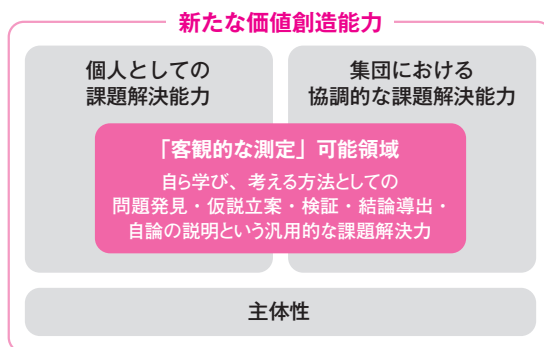 新たな価値創造能力
個人としての
課題解決能力
集団における
協調的な課題解決能力
「客観的な測定」可能領域
自ら学び、考える方法としての
問題発見・仮説立案・検証・結論導出・
自論の説明という汎用的な課題解決力
主体性